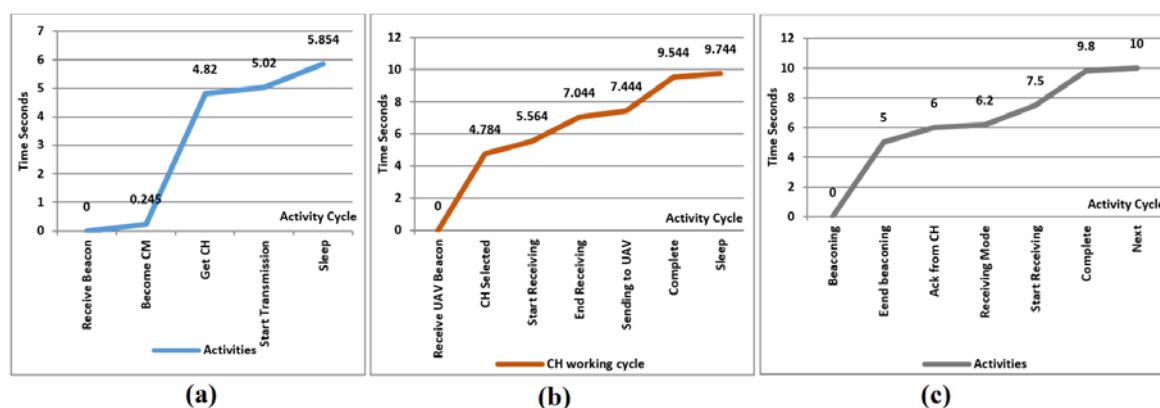 7
6
5
4
3
2
1
0
Time Seconds
0
0.245
4.82
5.02
5.854
Activity Cycle
Receive Beacon
Become CM
Get CH
Start Transmission
Sleep
Activities
(a)
12
10
8
6
4
2
0
Time Seconds
0
4.784
5.564
7.044
7.444
9.544
9.744
Activity Cycle
Receive UAV Beacon
CH Selected
Start Receiving
End Receiving
Sending to UAV
Complete
Sleep
CH working cycle
(b)
12
10
8
6
4
2
0
Time Seconds
0
5
6
6.2
7.5
9.8
10
Activity Cycle
Beaconing
Eend beaconing
Ack from CH
Receiving Mode
Start Receiving
Complete
Next
Activities
(c)